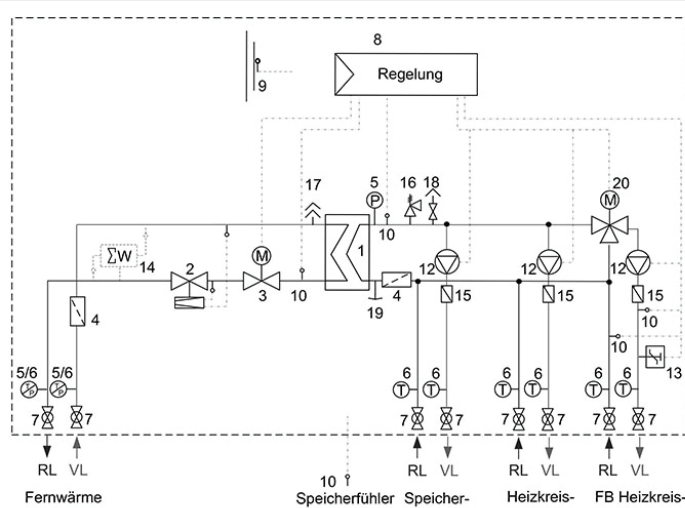 8
Regelung
9
17
5
P
16
18
M
20
10
ΣW
14
2
M
3
10
1
4
19
12
15
12
15
12
15
10
10
13
4
5/6
5/6
T
P
T
P
7
7
6
6
T
T
7
7
6
6
T
T
7
7
6
6
T
T
7
7
RL
VL
10
RL
VL
RL
VL
RL
VL
Fernwärme
Speicherfühler
Speicher-
Heizkreis-
FB Heizkreis-